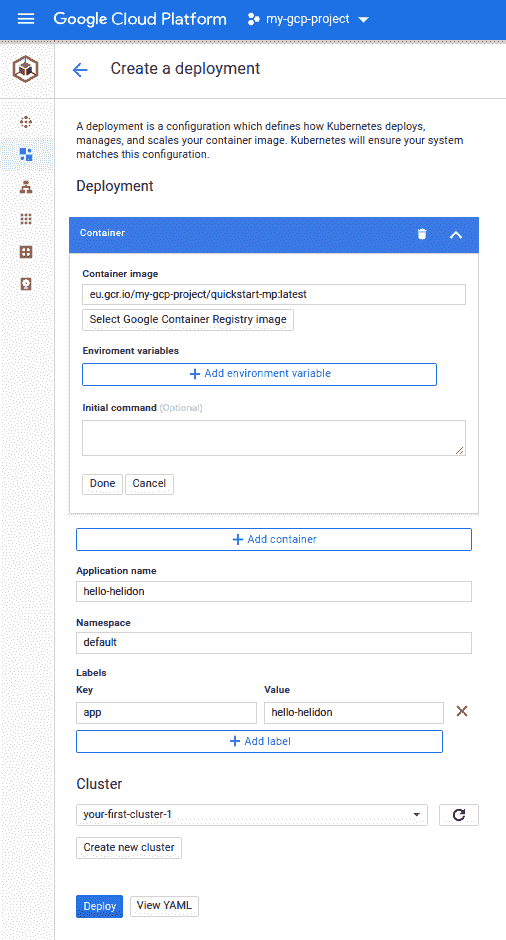 Google Cloud Platform
my-gcp-project
Create a deployment
A deployment is a configuration which defines how Kubernetes deploys,
manages, and scales your container image. Kubernetes will ensure your system
matches this configuration.
Deployment
Container
Container image
eu.gcr.io/my-gcp-project/quickstart-mp:latest
Select Google Container Registry image
Enviroment variables
+ Add environment variable
Initial command (Optional)
Done Cancel
+ Add container
Application name
hello-helidon
Namespace
default
Labels
Key Value
app hello-helidon
+ Add label
Cluster
your-first-cluster-1
Create new cluster
Deploy View YAML